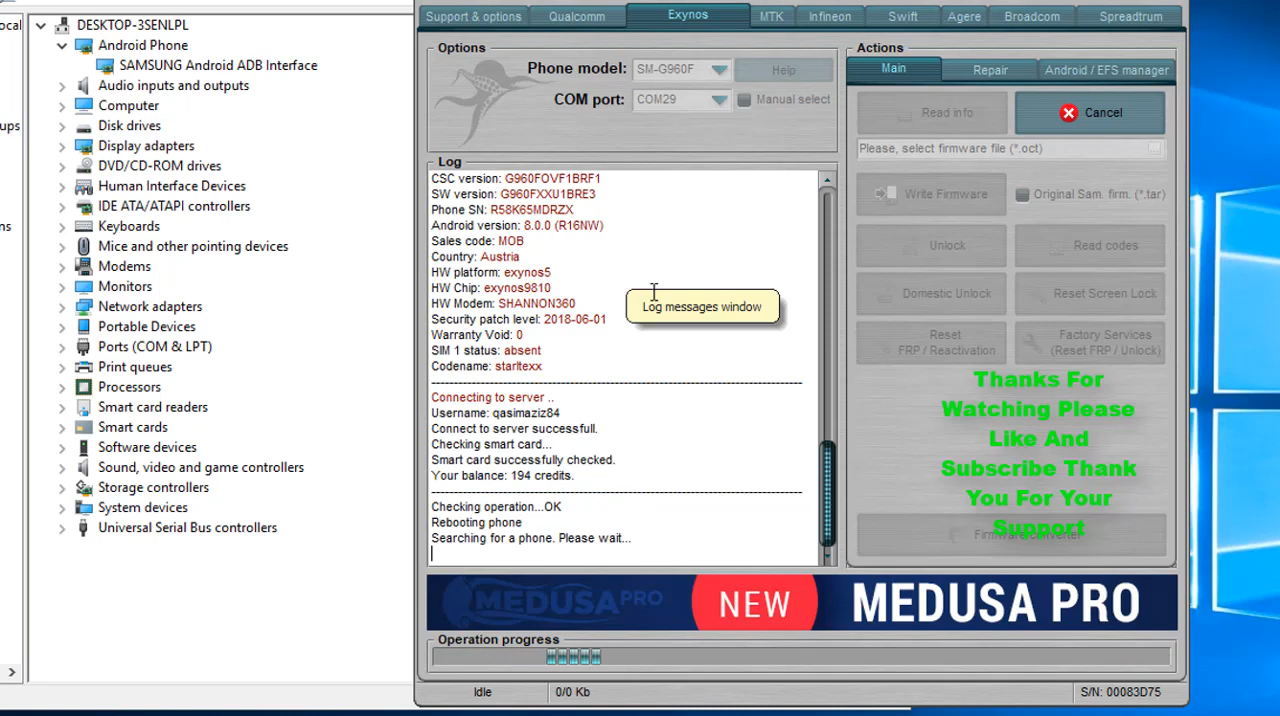 DESKTOP-3SENLPL
Android Phone
SAMSUNG Android ADB Interface
Audio inputs and outputs
Computer
Disk drives
Display adapters
DVD/CD-ROM drives
Human Interface Devices
IDE ATA/ATAPI controllers
Keyboards
Mice and other pointing devices
Modems
Monitors
Network adapters
Portable Devices
Ports (COM & LPT)
Print queues
Processors
Smart card readers
Smart cards
Software devices
Sound, video and game controllers
Storage controllers
System devices
Universal Serial Bus controllers
Support & options
Qualcomm
Exynos
MTK
Infineon
Swift
Agere
Broadcom
Spreadtrum
Options
Phone model: SM-G960F
Help
COM port: COM29
Manual select
Log
CSC version: G960FOVF1BRF1
SW version: G960FXXU1BRE3
Phone SN: R58K65MDRZX
Android version: 8.0.0 (R16NW)
Sales code: MOB
Country: Austria
HW platform: exynos5
HW Chip: exynos9810
HW Modem: SHANNON360
Security patch level: 2018-06-01
Warranty Void: 0
SIM 1 status: absent
Codename: starltexx
Connecting to server ..
Username: qasimaziz84
Connect to server successfull.
Checking smart card...
Smart card successfully checked.
Your balance: 194 credits.
Checking operation...OK
Rebooting phone
Searching for a phone. Please wait...
Log messages window
Actions
Main
Repair
Android / EFS manager
Read info
Cancel
Please, select firmware file (*.oct)
...
Write Firmware
Original Sam. firm. (*.tar)
Unlock
Read codes
Domestic Unlock
Reset Screen Lock
Reset
FRP / Reactivation
Factory Services
(Reset FRP / Unlock)
Thanks For
Watching Please
Like And
Subscribe Thank
You For Your
Support
Firmware converter
MEDUSA PRO
NEW
MEDUSA PRO
Operation progress
Idle
0/0 Kb
S/N: 00083D75